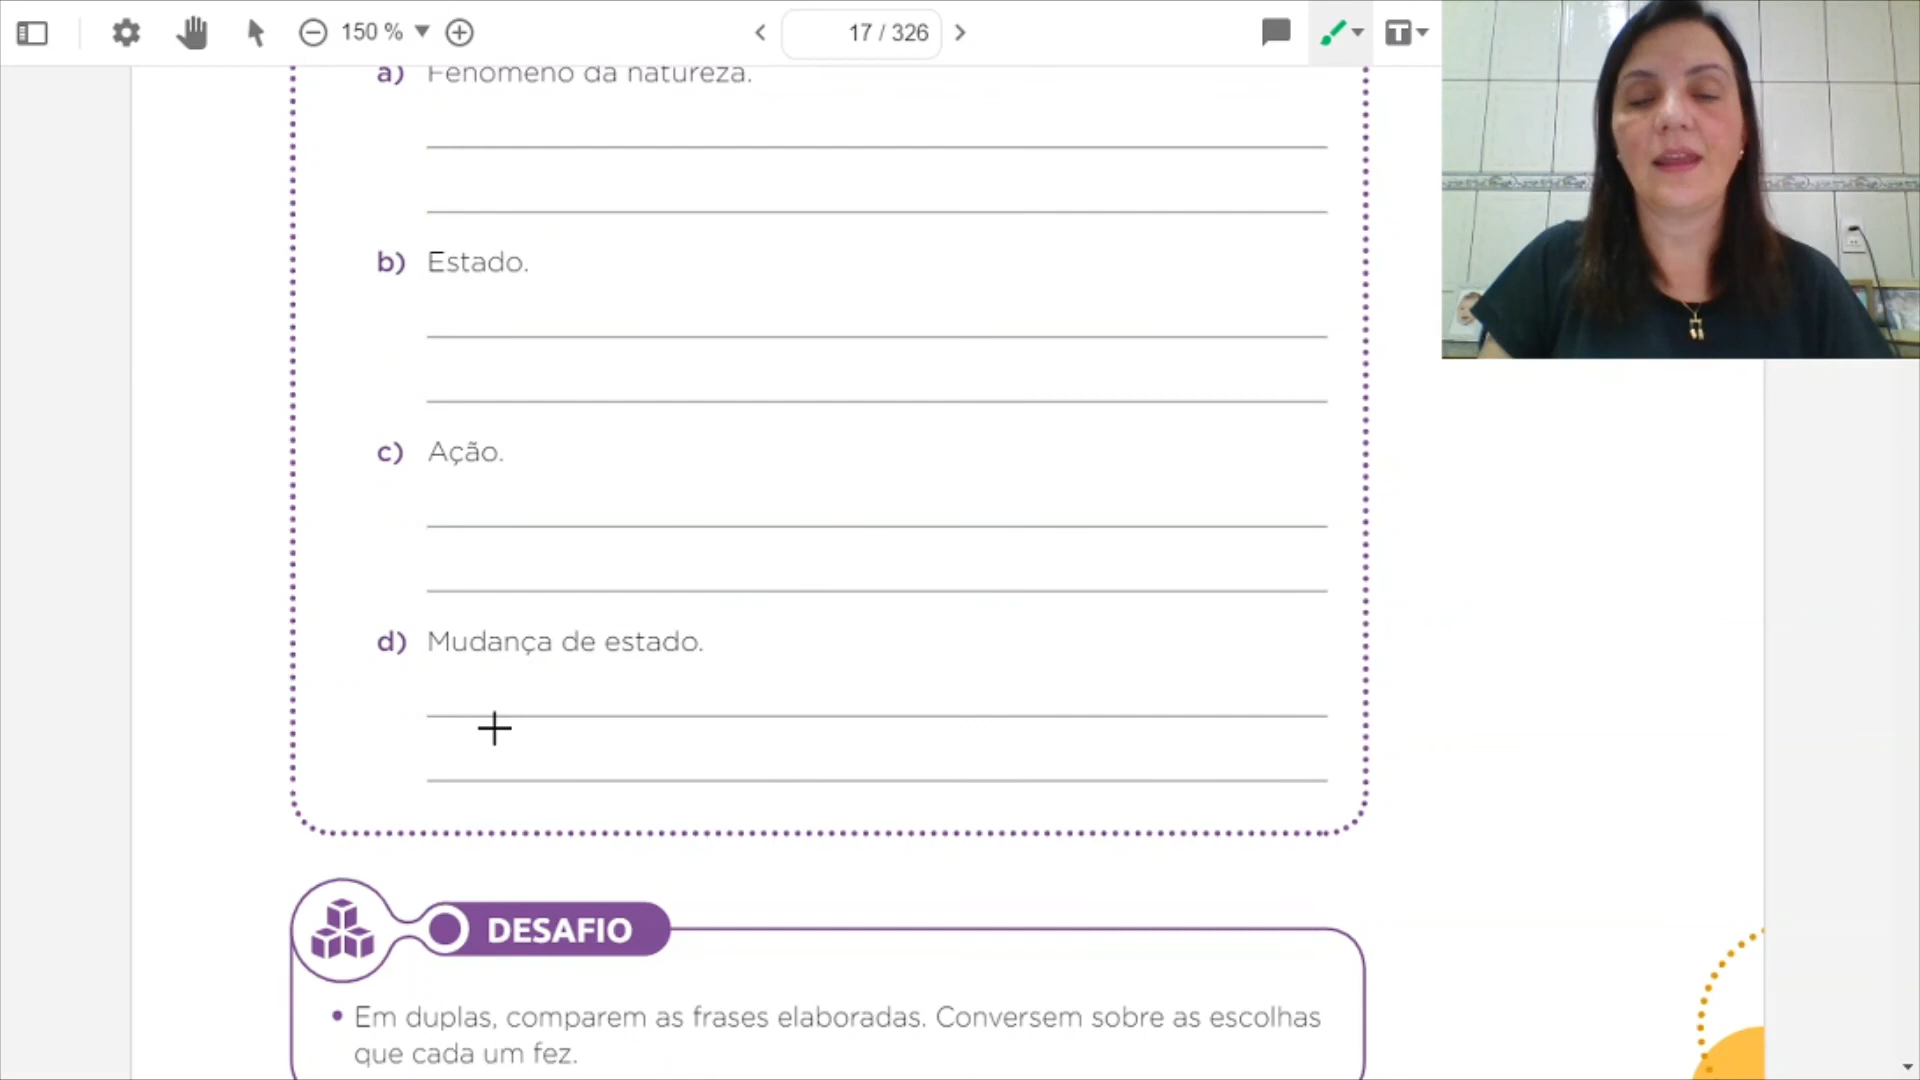 150 %
17 / 326
a) Fenômeno da natureza.
b) Estado.
c) Ação.
d) Mudança de estado.
DESAFIO
• Em duplas, comparem as frases elaboradas. Conversem sobre as escolhas
que cada um fez.